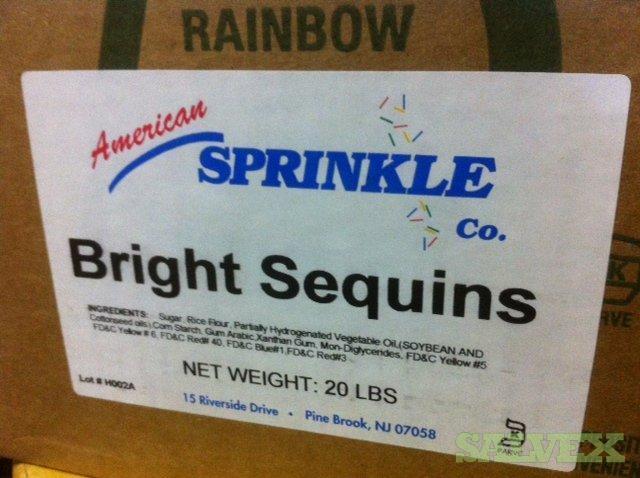 RAINBOW
American
SPRINKLE
Co.
Bright Sequins
INGREDIENTS: Sugar, Rice Flour, Partially Hydrogenated Vegetable Oil,(SOYBEAN AND
Cottonseed oils),Corn Starch, Gum Arabic,Xanthan Gum, Mon-Diglycerides, FD&C Yellow #5
FD&C Yellow # 6, FD&C Red# 40, FD&C Blue#1,FD&C Red#3
NET WEIGHT: 20 LBS
Lot # H002A
15 Riverside Drive • Pine Brook, NJ 07058
K
PARVE
K
PARVE
SALVEX